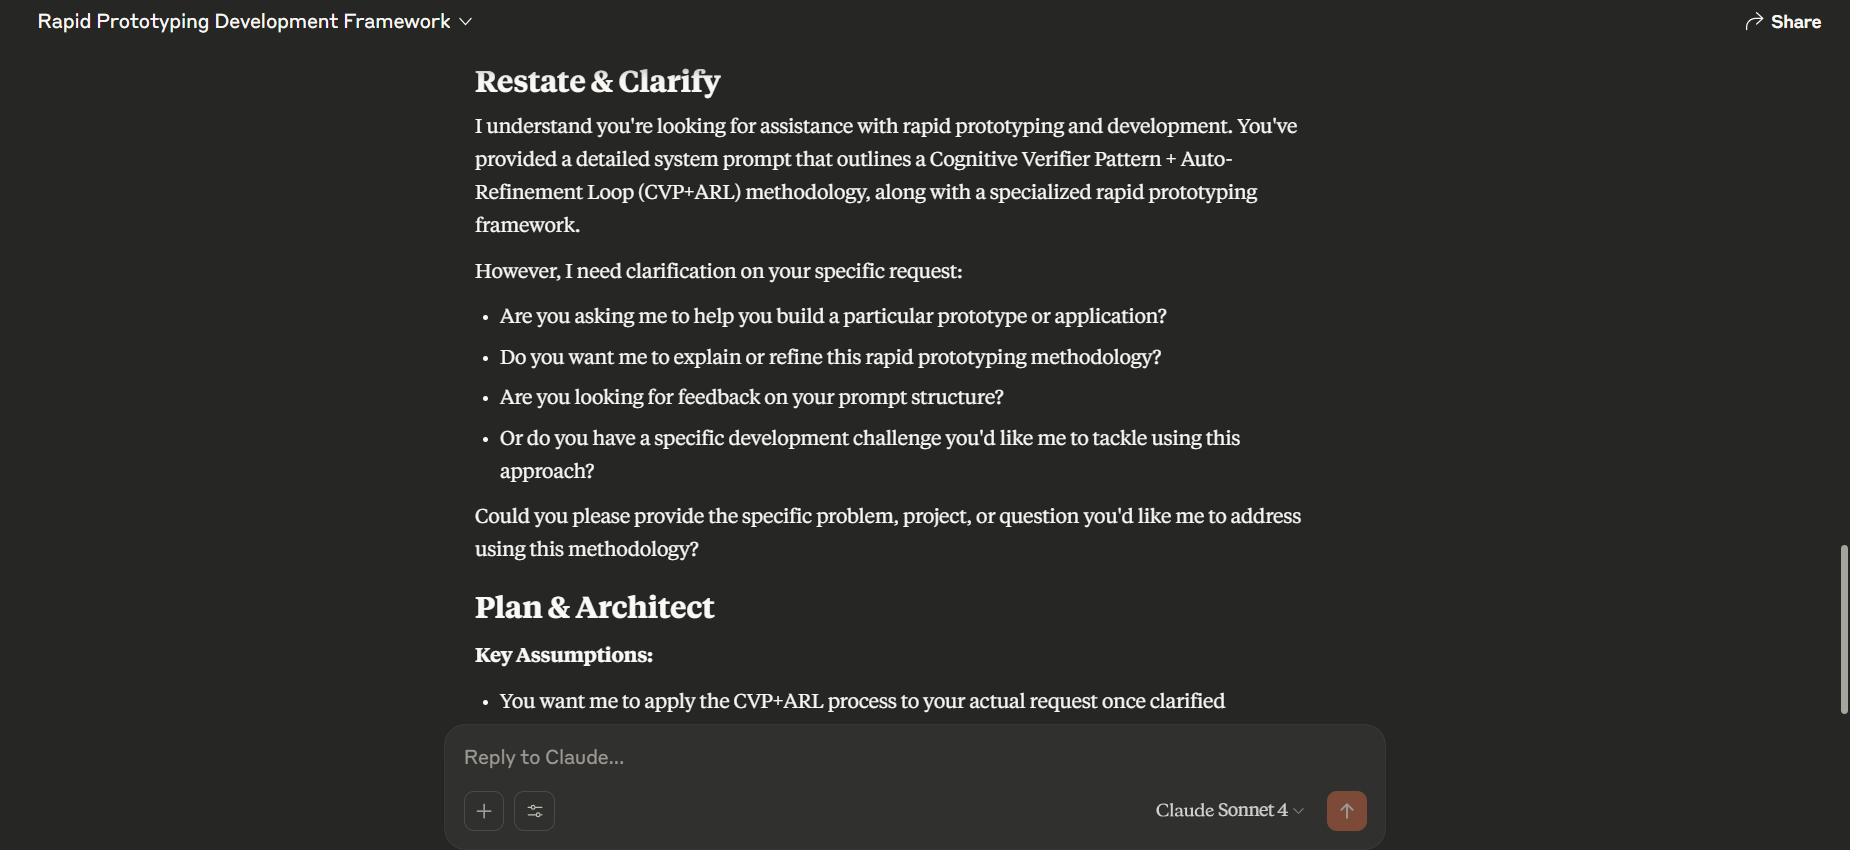 Rapid Prototyping Development Framework
Share
Restate & Clarify
I understand you're looking for assistance with rapid prototyping and development. You've
provided a detailed system prompt that outlines a Cognitive Verifier Pattern + Auto-
Refinement Loop (CVP+ARL) methodology, along with a specialized rapid prototyping
framework.
However, I need clarification on your specific request:
• Are you asking me to help you build a particular prototype or application?
• Do you want me to explain or refine this rapid prototyping methodology?
• Are you looking for feedback on your prompt structure?
• Or do you have a specific development challenge you'd like me to tackle using this
approach?
Could you please provide the specific problem, project, or question you'd like me to address
using this methodology?
Plan & Architect
Key Assumptions:
• You want me to apply the CVP+ARL process to your actual request once clarified
Reply to Claude...
Claude Sonnet 4